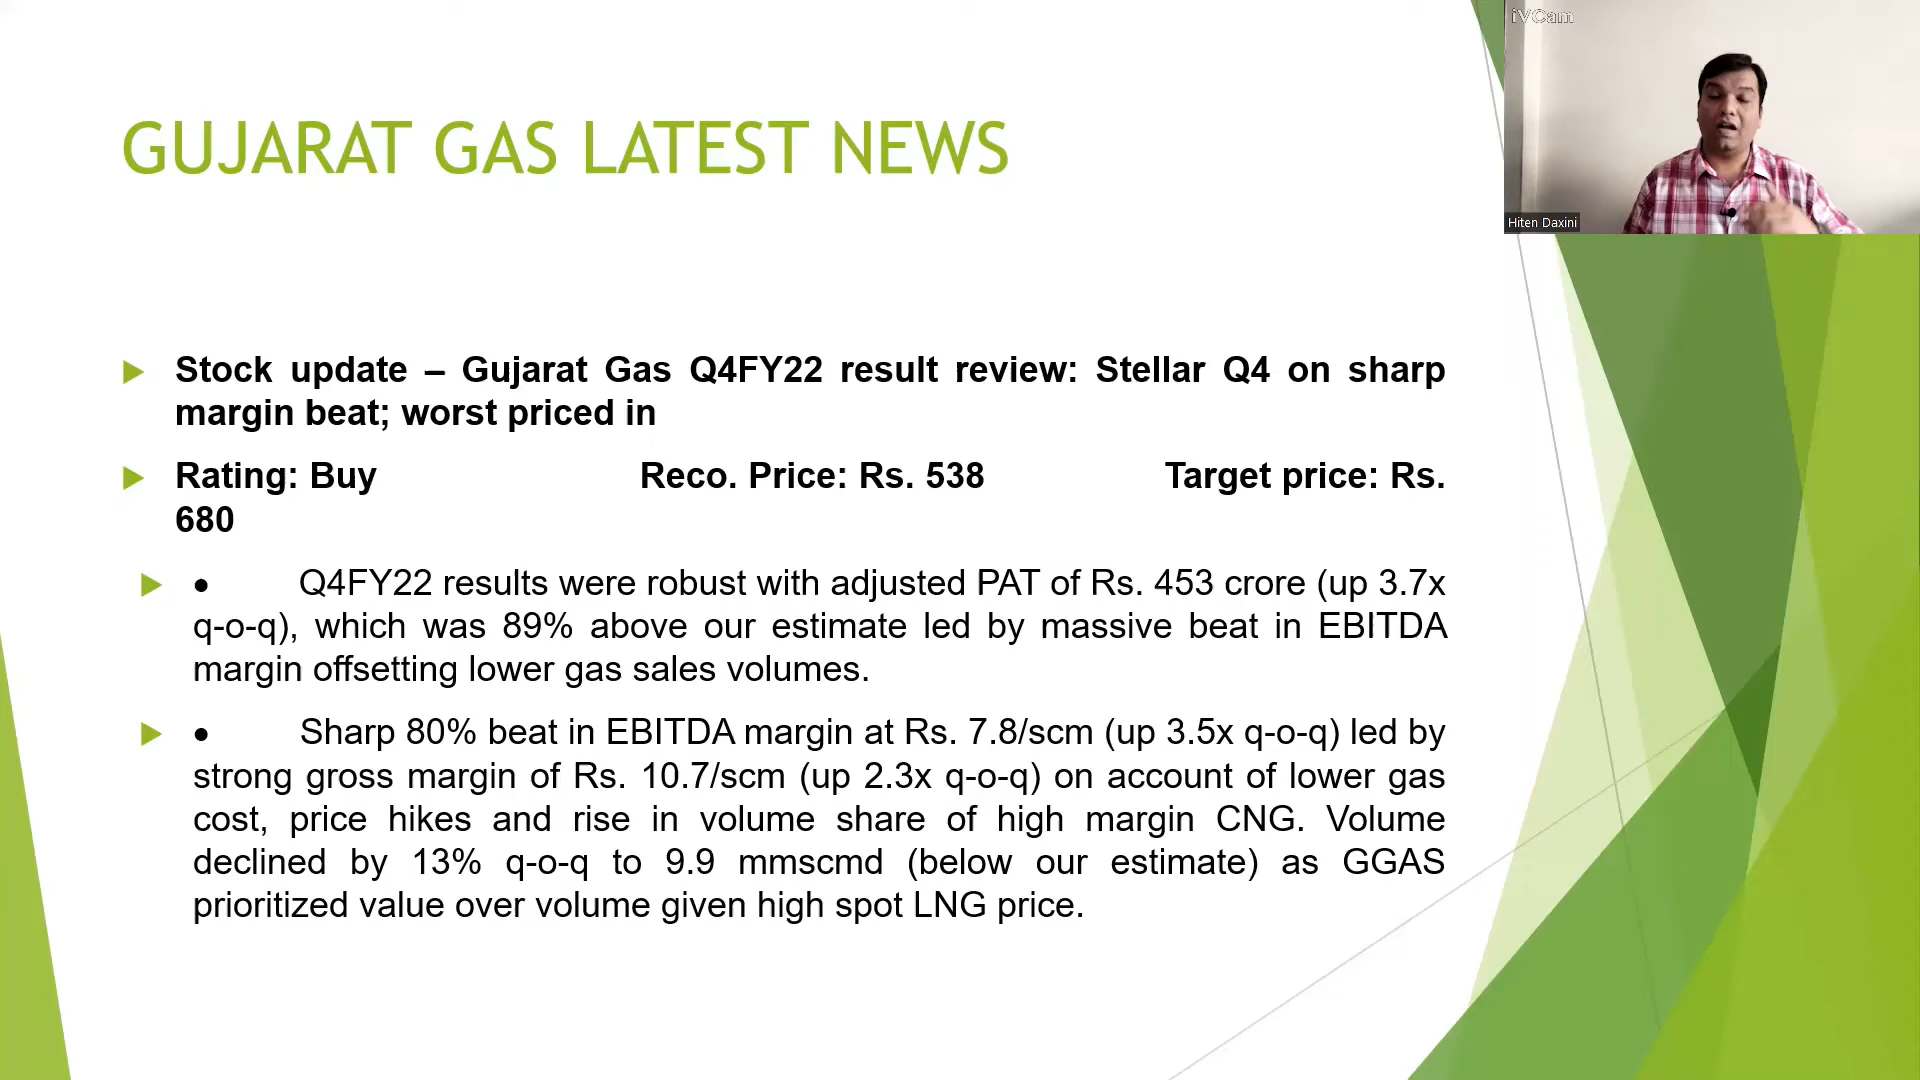 iVCam
Hiten Daxini
GUJARAT GAS LATEST NEWS
Stock update – Gujarat Gas Q4FY22 result review: Stellar Q4 on sharp
margin beat; worst priced in
Rating: Buy Reco. Price: Rs. 538 Target price: Rs.
680
• Q4FY22 results were robust with adjusted PAT of Rs. 453 crore (up 3.7x
q-o-q), which was 89% above our estimate led by massive beat in EBITDA
margin offsetting lower gas sales volumes.
• Sharp 80% beat in EBITDA margin at Rs. 7.8/scm (up 3.5x q-o-q) led by
strong gross margin of Rs. 10.7/scm (up 2.3x q-o-q) on account of lower gas
cost, price hikes and rise in volume share of high margin CNG. Volume
declined by 13% q-o-q to 9.9 mmscmd (below our estimate) as GGAS
prioritized value over volume given high spot LNG price.